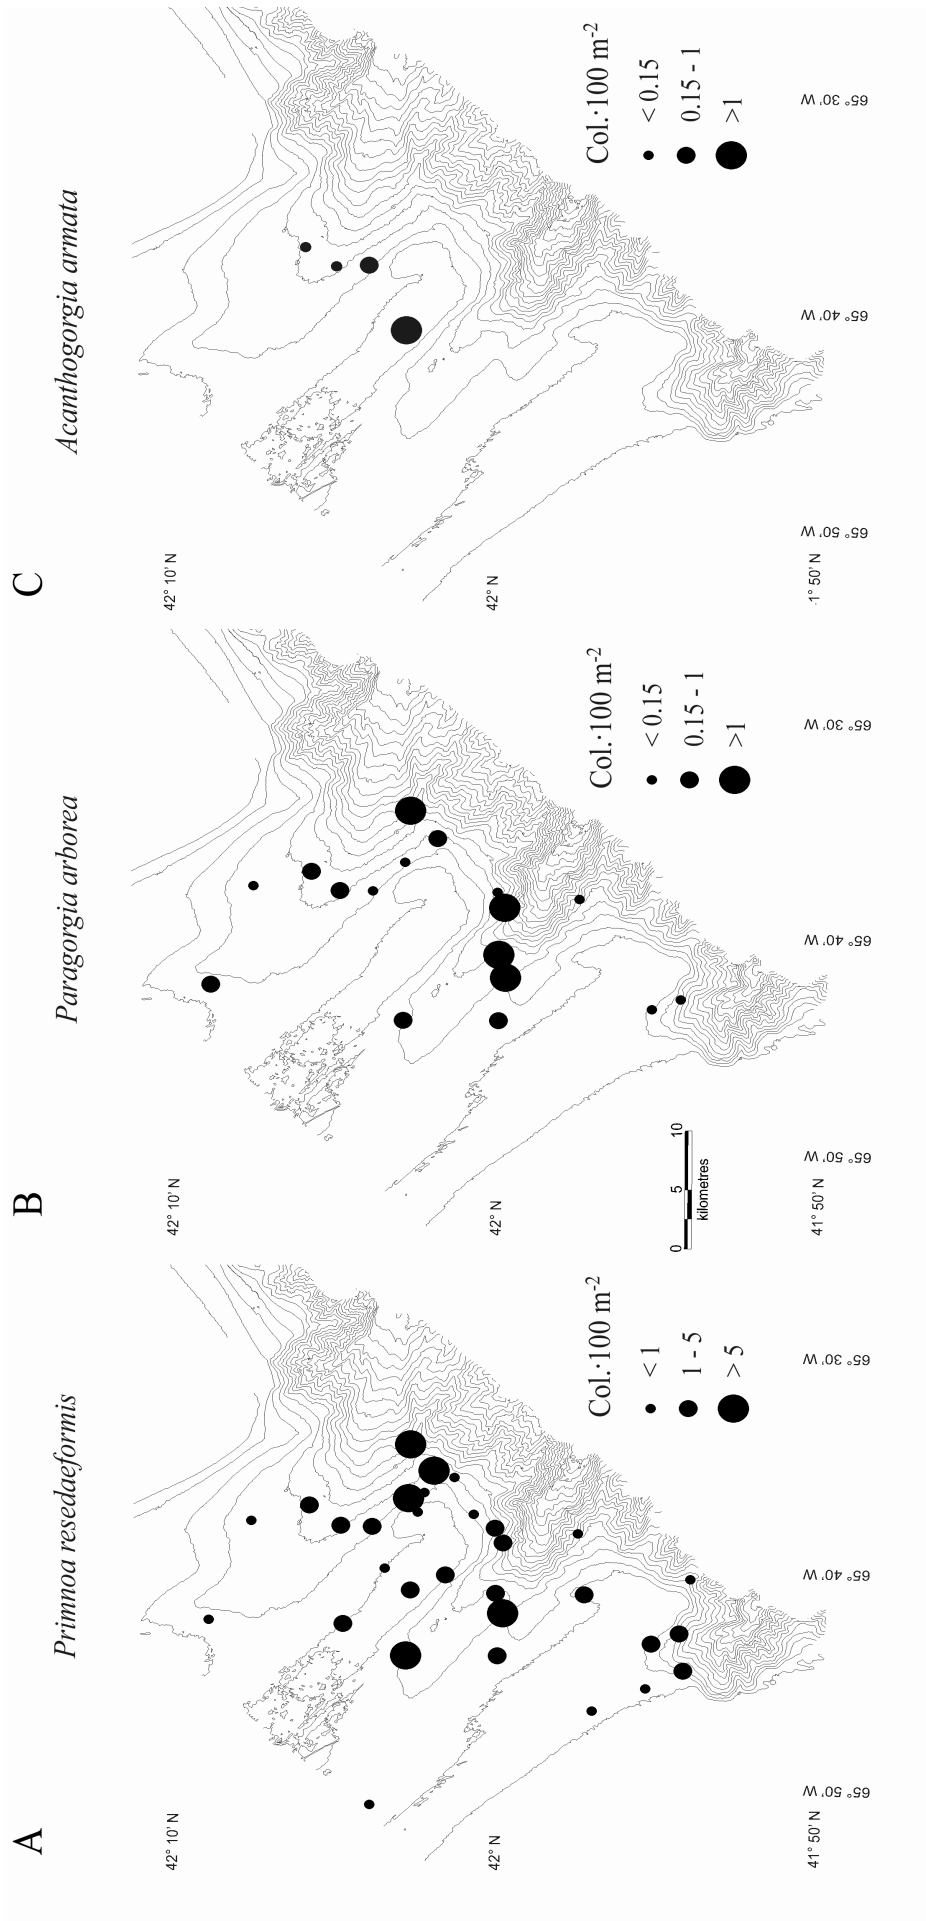 A
Primnoa resedaeformis
42° 10' N
42° N
41° 50' N
65° 50' W
65° 40' W
65° 30' W
Col.·100 m⁻²
< 1
1 - 5
> 5
B
Paragorgia arborea
42° 10' N
42° N
41° 50' N
65° 50' W
65° 40' W
65° 30' W
0 5 10
kilometres
Col.·100 m⁻²
< 0.15
0.15 - 1
>1
C
Acanthogorgia armata
42° 10' N
42° N
1° 50' N
65° 50' W
65° 40' W
65° 30' W
Col.·100 m⁻²
< 0.15
0.15 - 1
>1